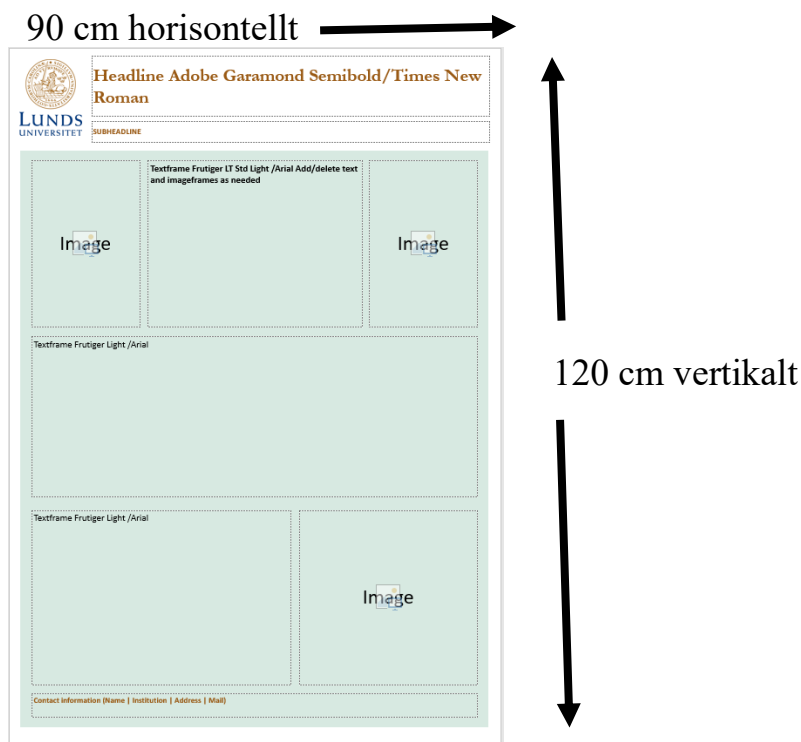 90 cm horisontellt
Headline Adobe Garamond Semibold/Times New
Roman
LUNDS
UNIVERSITET
SUBHEADLINE
Textframe Frutiger LT Std Light /Arial Add/delete text
and imageframes as needed
Image
Image
Textframe Frutiger Light /Arial
120 cm vertikalt
Textframe Frutiger Light /Arial
Image
Contact information (Name | Institution | Address | Mail)